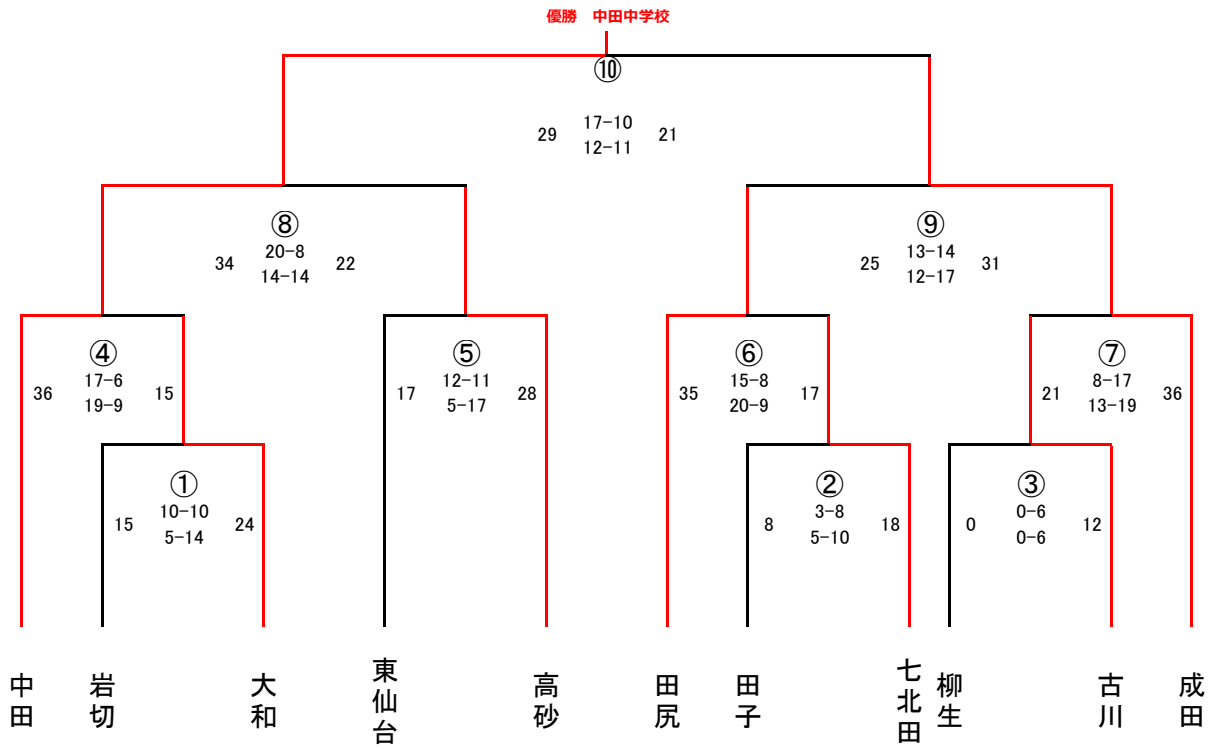 優勝　中田中学校
⑩
29 17-10 21
12-11
⑧
34 20-8 22
14-14
⑨
25 13-14 31
12-17
④
36 17-6 15
19-9
⑤
17 12-11 28
5-17
⑥
35 15-8 17
20-9
⑦
21 8-17 36
13-19
①
15 10-10 24
5-14
②
8 3-8 18
5-10
③
0 0-6 12
0-6
中田
岩切
大和
東仙台
高砂
田尻
田子
七北田
柳生
古川
成田